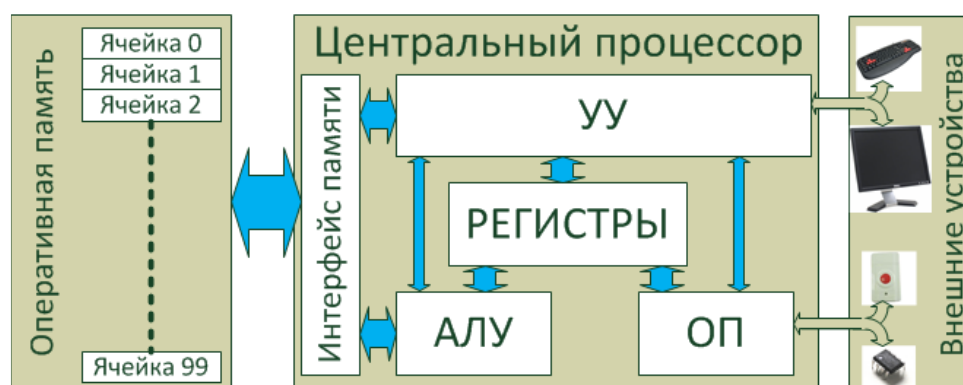 Оперативная память
Ячейка 0
Ячейка 1
Ячейка 2
Ячейка 99
Центральный процессор
Интерфейс памяти
УУ
РЕГИСТРЫ
АЛУ
ОП
Внешние устройства